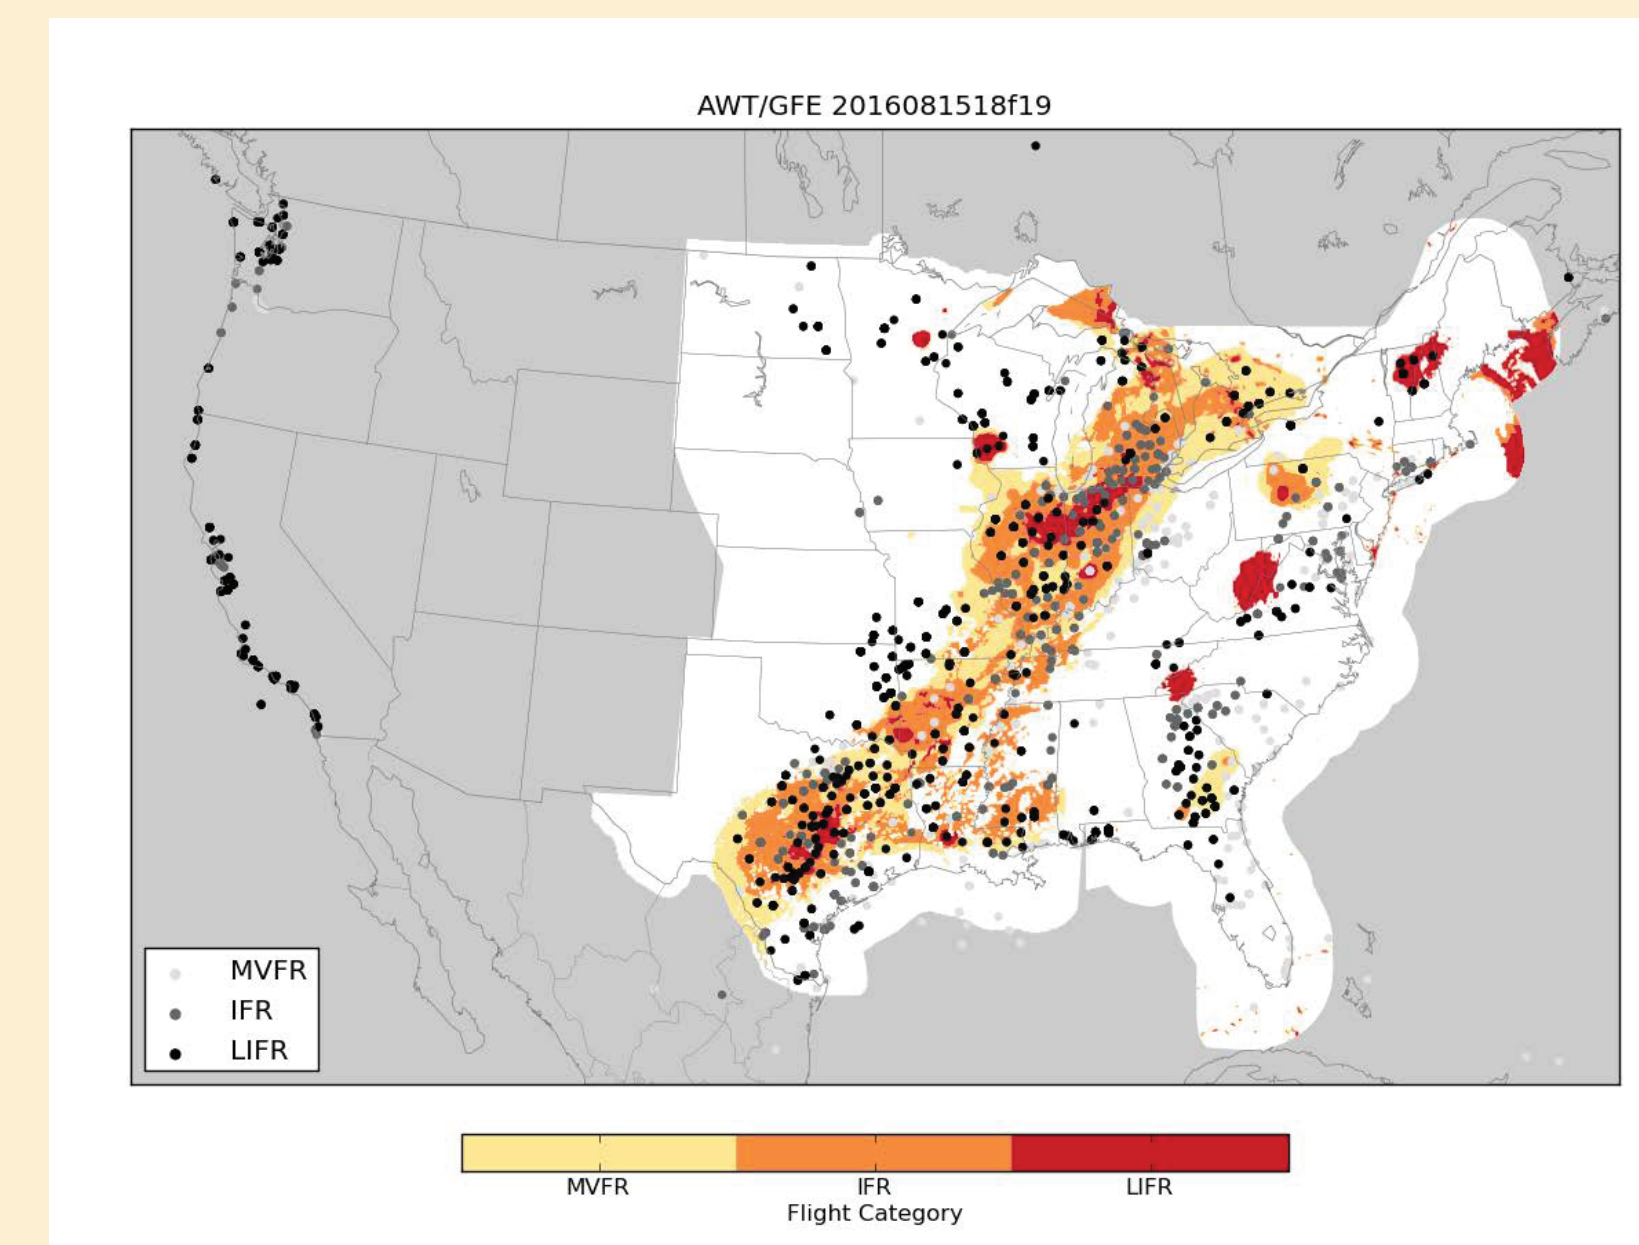 AWT/GFE 2016081518f19
MVFR
IFR
LIFR
MVFR IFR LIFR
Flight Category